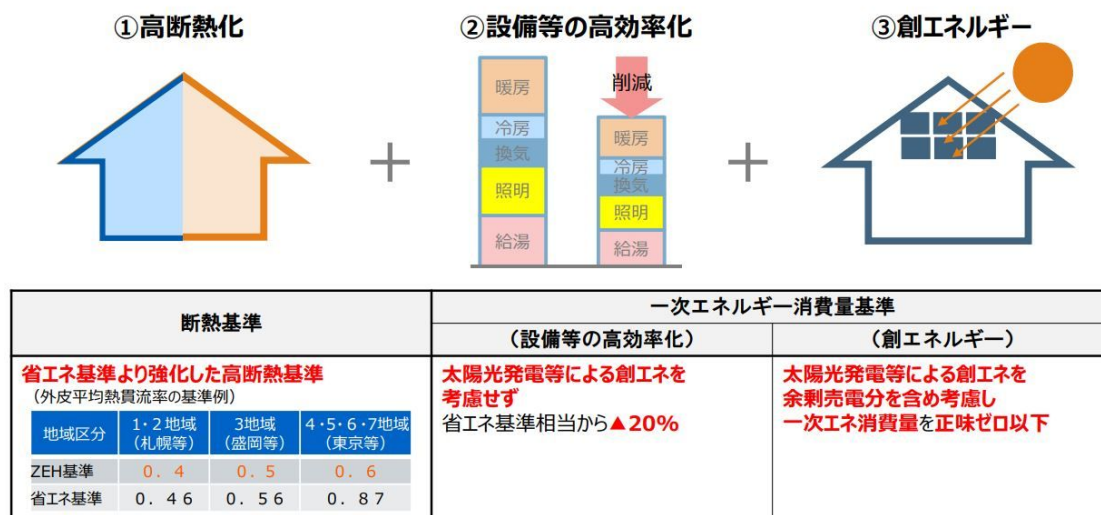 ①高断熱化
②設備等の高効率化
③創エネルギー
暖房
冷房
換気
照明
給湯
削減
暖房
冷房
換気
照明
給湯
断熱基準
一次エネルギー消費量基準
（設備等の高効率化）
（創エネルギー）
省エネ基準より強化した高断熱基準
（外皮平均熱貫流率の基準例）
地域区分
1・2地域
（札幌等）
3地域
（盛岡等）
4・5・6・7地域
（東京等）
ZEH基準
0．4
0．5
0．6
省エネ基準
0．46
0．56
0．87
太陽光発電等による創エネを
考慮せず
省エネ基準相当から▲20%
太陽光発電等による創エネを
余剰売電分を含め考慮し
一次エネ消費量を正味ゼロ以下